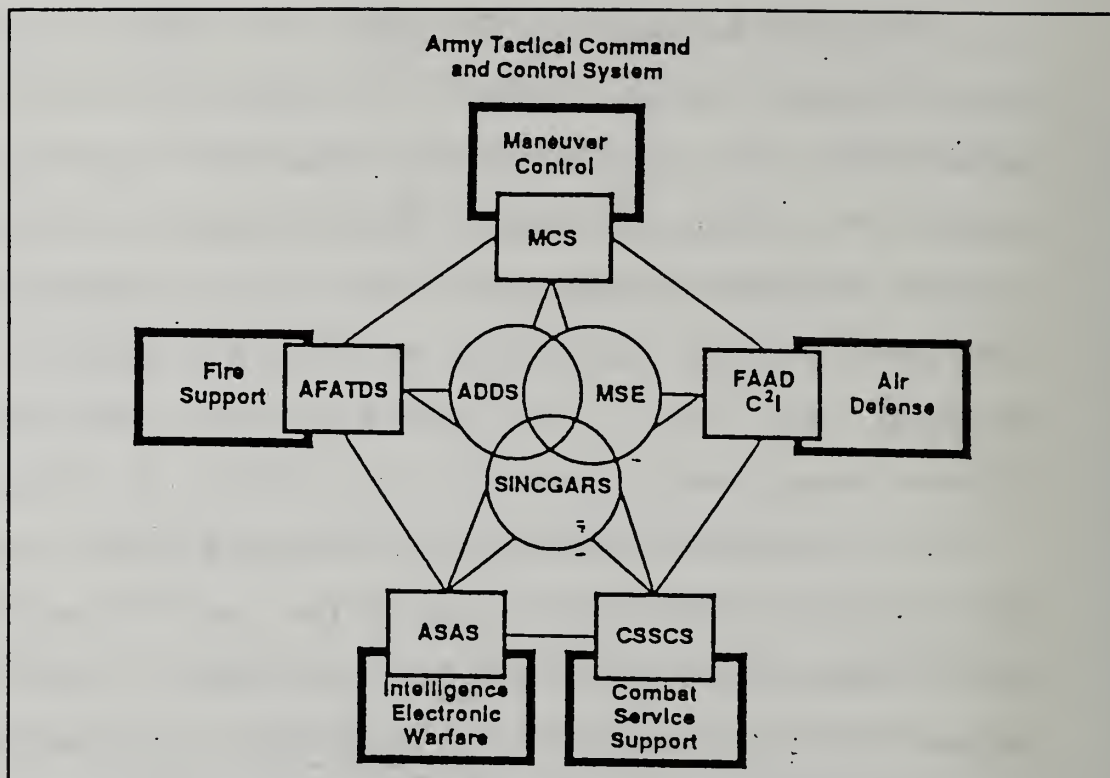 Army Tactical Command
and Control System
Maneuver
Control
MCS
Fire
Support
AFATDS
ADDS
MSE
FAAD
C²I
Air
Defense
SINCGARS
ASAS
CSSCS
Intelligence
Electronic
Warfare
Combat
Service
Support